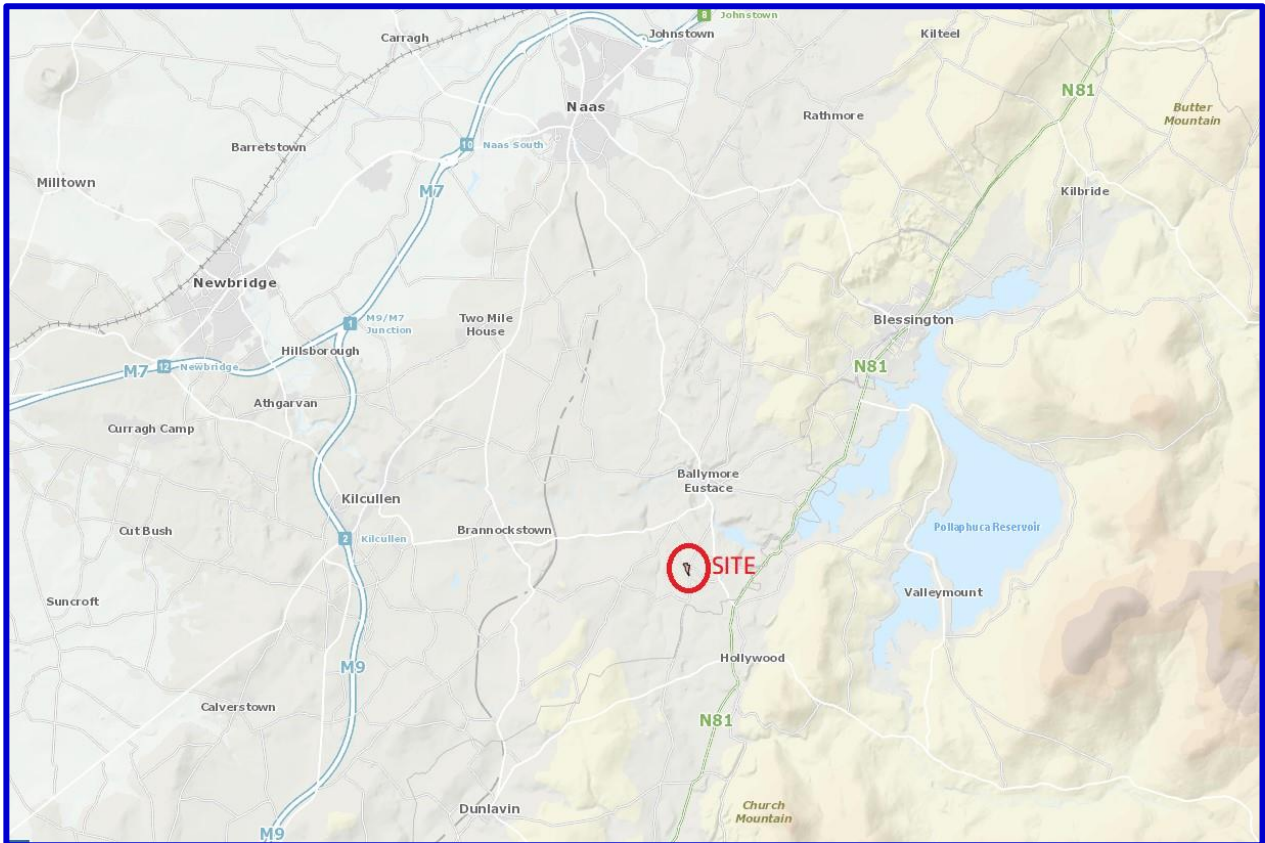 8 Johnstown
Carragh
Johnstown
Kilteel
N81
Naas
Butter
Mountain
Rathmore
10 Naas South
Barretstown
Milltown
M7
Kilbride
Newbridge
Two Mile
House
1 M9/M7
Junction
Blessington
Hillsborough
M7
12 Newbridge
N81
Athgarvan
Curragh Camp
Ballymore
Eustace
Kilcullen
Cut Bush
Brannockstown
Pollaphuca Reservoir
2 Kilcullen
SITE
Suncroft
Valleymount
Hollywood
M9
Calverstown
N81
Dunlavin
Church
Mountain
M9